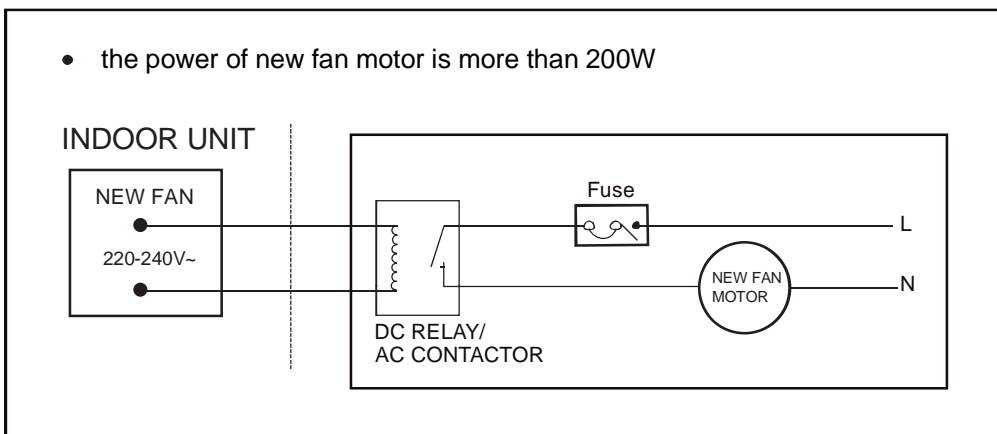 • the power of new fan motor is more than 200W
INDOOR UNIT
NEW FAN
220-240V~
Fuse
L
N
NEW FAN
MOTOR
DC RELAY/
AC CONTACTOR